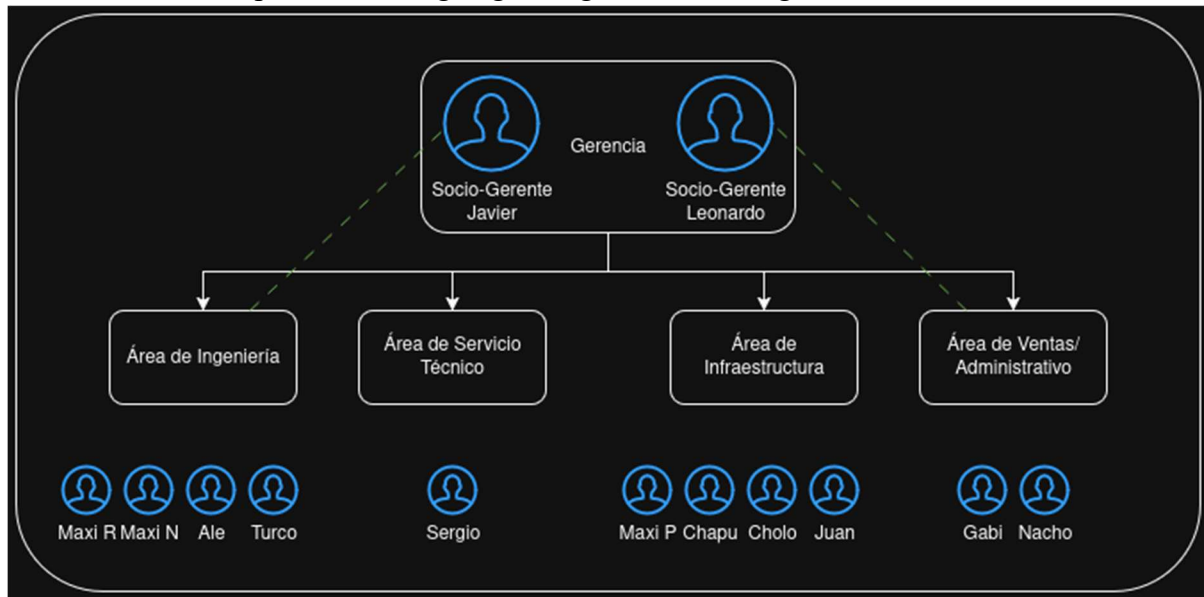 Gerencia
Socio-Gerente
Javier
Socio-Gerente
Leonardo
Área de Ingeniería
Área de Servicio
Técnico
Área de
Infraestructura
Área de Ventas/
Administrativo
Maxi R
Maxi N
Ale
Turco
Sergio
Maxi P
Chapu
Cholo
Juan
Gabi
Nacho